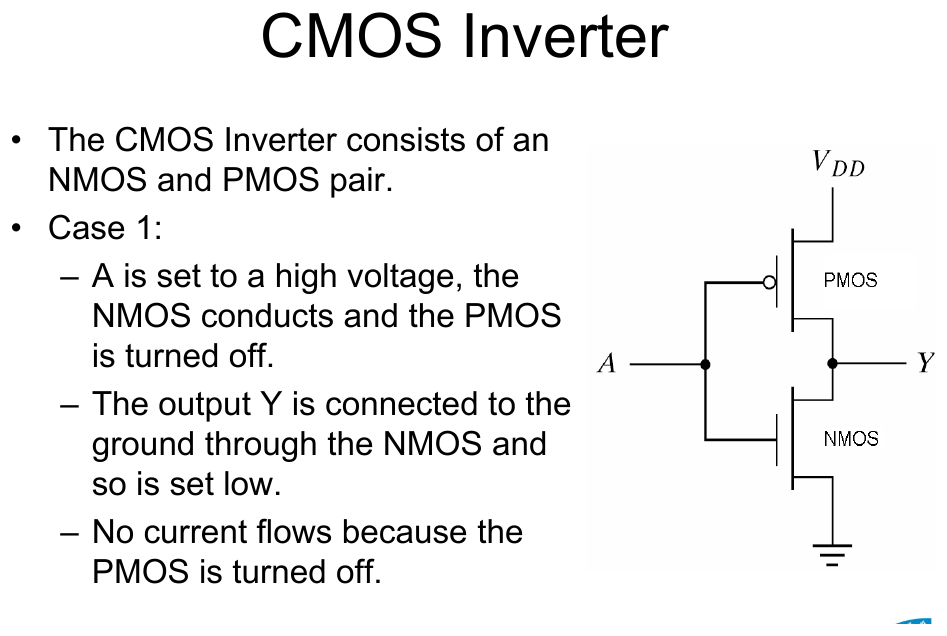 CMOS Inverter
• The CMOS Inverter consists of an
NMOS and PMOS pair.
• Case 1:
– A is set to a high voltage, the
NMOS conducts and the PMOS
is turned off.
– The output Y is connected to the
ground through the NMOS and
so is set low.
– No current flows because the
PMOS is turned off.
VDD
PMOS
A
Y
NMOS